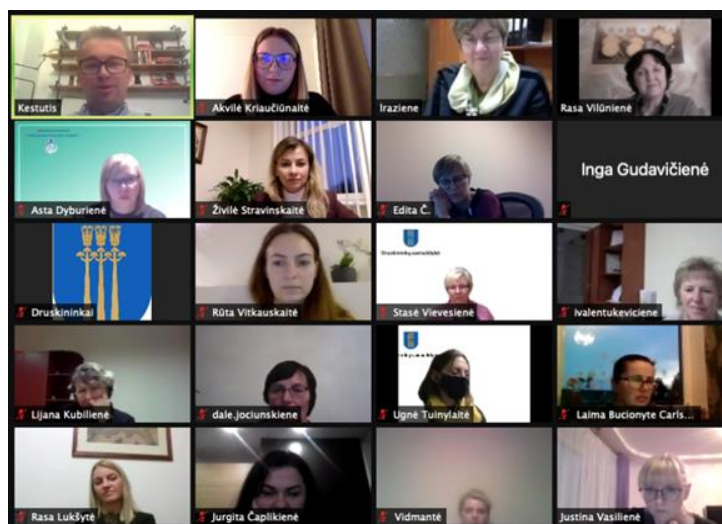 Kestutis
Akvilė Kriaučiūnaitė
lraziene
Rasa Vilūnienė
Asta Dyburienė
Živilė Stravinskaitė
Edita Č.
Inga Gudavičienė
Druskininkai
Rūta Vitkauskaitė
Druskininkų savivaldybė
Stasė Vievesienė
ivalentukeviciene
Lijana Kubilienė
dale.jociunskiene
Ugnė Tuinylaitė
Laima Bucionyte Carls...
Rasa Lukšytė
Jurgita Čaplikienė
Vidmantė
Justina Vasilienė